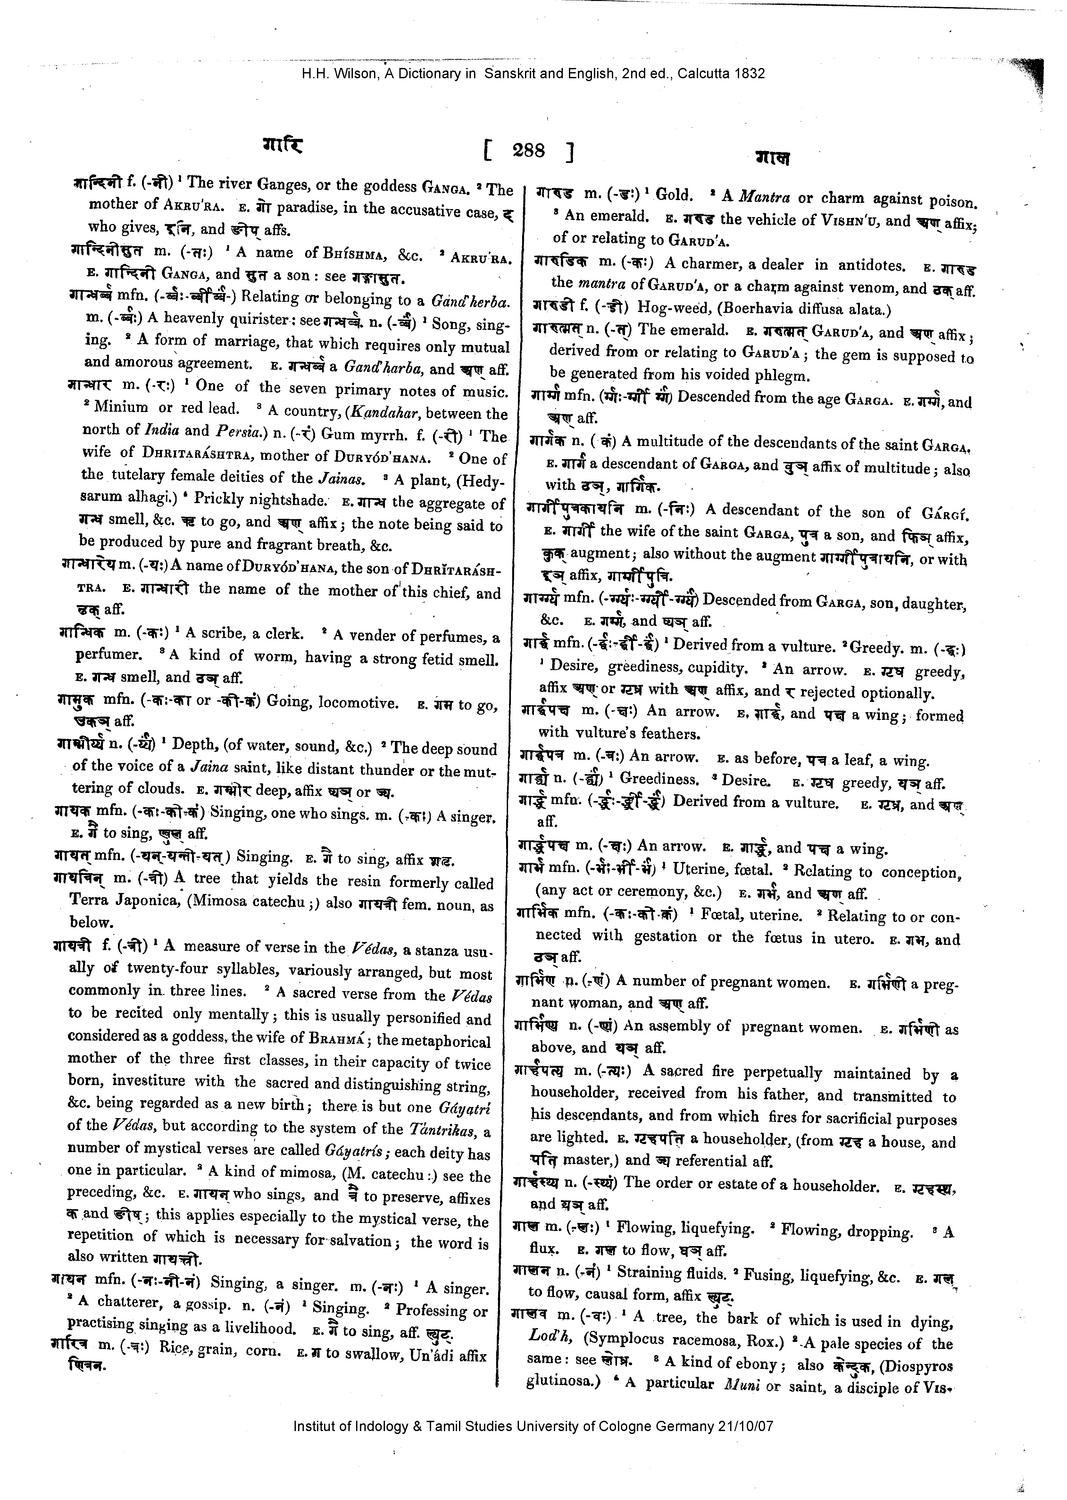 H.H. Wilson, A Dictionary in Sanskrit and English, 2nd ed., Calcutta 1832
गारि [ 288 ] गाल
गान्दिनी f. (-नी) ¹ The river Ganges, or the goddess GANGA. ² The
mother of AKRU'RA. E. गो paradise, in the accusative case, द
who gives, इनि, and ङीप् affs.
गान्दिनीसुत m. (-तः) ¹ A name of BHÍSHMA, &c. ² AKRU'RA.
E. गान्दिनी GANGA, and सुत a son : see गङ्गासुत.
गान्धर्ब्ब mfn. (-र्ब्बः-र्ब्बी-र्ब्बं) Relating or belonging to a Gand'herba.
m. (-र्ब्बः) A heavenly quirister : see गन्धर्ब्ब. n. (-र्ब्बं) ¹ Song, sing-
ing. ² A form of marriage, that which requires only mutual
and amorous agreement. E. गन्धर्ब्ब a Gand'harba, and अण् aff.
गान्धार m. (-रः) ¹ One of the seven primary notes of music.
² Minium or red lead. ³ A country, (Kandahar, between the
north of India and Persia.) n. (-रं) Gum myrrh. f. (-री) ¹ The
wife of DHRITARÁSHTRA, mother of DURYÓD'HANA. ² One of
the tutelary female deities of the Jainas. ³ A plant, (Hedy-
sarum alhagi.) ⁴ Prickly nightshade. E. गान्ध the aggregate of
गन्ध smell, &c. ऋ to go, and अण् affix ; the note being said to
be produced by pure and fragrant breath, &c.
गान्धारेय m. (-यः) A name of DURYÓD'HANA, the son of DHRĬTARÁSH-
TRA. E. गान्धारी the name of the mother of this chief, and
ढक् aff.
गान्धिक m. (-कः) ¹ A scribe, a clerk. ² A vender of perfumes, a
perfumer. ³ A kind of worm, having a strong fetid smell.
E. गन्ध smell, and ठञ् aff.
गामुक mfn. (-कः-का or -की-कं) Going, locomotive. E. गम to go,
उकञ् aff.
गाम्भीर्य्य n. (-र्य्यं) ¹ Depth, (of water, sound, &c.) ² The deep sound
of the voice of a Jaina saint, like distant thunder or the mut-
tering of clouds. E. गम्भीर deep, affix ष्यञ् or ञ्य.
गायक mfn. (-कः-की-कं) Singing, one who sings. m. (-कः) A singer.
E. गै to sing, ण्वुल् aff.
गायत् mfn. (-यन्-यन्ती-यत्) Singing. E. गै to sing, affix शतृ.
गायत्रिन् m. (-त्री) A tree that yields the resin formerly called
Terra Japonica, (Mimosa catechu ;) also गायत्री fem. noun, as
below.
गायत्री f. (-त्री) ¹ A measure of verse in the Védas, a stanza usu-
ally of twenty-four syllables, variously arranged, but most
commonly in three lines. ² A sacred verse from the Védas
to be recited only mentally ; this is usually personified and
considered as a goddess, the wife of BRAHMÁ ; the metaphorical
mother of the three first classes, in their capacity of twice
born, investiture with the sacred and distinguishing string,
&c. being regarded as a new birth ; there is but one Gáyatrí
of the Védas, but according to the system of the Tántrikas, a
number of mystical verses are called Gáyatrís ; each deity has
one in particular. ³ A kind of mimosa, (M. catechu :) see the
preceding, &c. E. गायत् who sings, and त्रै to preserve, affixes
क and ङीष् ; this applies especially to the mystical verse, the
repetition of which is necessary for salvation ; the word is
also written गायत्त्री.
गायन mfn. (-नः-नी-नं) Singing, a singer. m. (-नः) ¹ A singer.
² A chatterer, a gossip. n. (-नं) ¹ Singing. ² Professing or
practising singing as a livelihood. E. गै to sing, aff. ल्युट्.
गारित्र m. (-त्रः) Rice, grain, corn. E. गॄ to swallow, Un'ádi affix
णित्रन्.
गारुड m. (-डः) ¹ Gold. ² A Mantra or charm against poison.
³ An emerald. E. गरुड the vehicle of VISHN'U, and अण् affix ;
of or relating to GARUD'A.
गारुडिक m. (-कः) A charmer, a dealer in antidotes. E. गारुड
the mantra of GARUD'A, or a charm against venom, and ठक् aff.
गारुडी f. (-डी) Hog-weed, (Boerhavia diffusa alata.)
गारुत्मत् n. (-त्) The emerald. E. गरुत्मत् GARUD'A, and अण् affix ;
derived from or relating to GARUD'A ; the gem is supposed to
be generated from his voided phlegm.
गार्ग mfn. (र्गः-र्गी र्गं) Descended from the age GARGA. E. गर्ग, and
अण् aff.
गार्गक n. ( कं) A multitude of the descendants of the saint GARGA,
E. गार्ग a descendant of GARGA, and वुञ् affix of multitude ; also
with ठञ्, गार्गिक.
गार्गीपुत्रकायनि m. (-निः) A descendant of the son of GÁRGÍ.
E. गार्गी the wife of the saint GARGA, पुत्र a son, and फिञ् affix,
कुक् augment ; also without the augment गार्गीपुत्रायनि, or with
इञ् affix, गार्गीपुत्रि.
गार्ग्य mfn. (-र्ग्यः-र्ग्यी-र्ग्यं) Descended from GARGA, son, daughter,
&c. E. गर्ग, and यञ् aff.
गार्द्ध mfn. (-र्द्धः-र्द्धी-र्द्धं) ¹ Derived from a vulture. ² Greedy. m. (-र्द्धः)
¹ Desire, greediness, cupidity. ² An arrow. E. गृध greedy,
affix अण् or गृध्र with अण् affix, and र rejected optionally.
गार्द्धपक्ष m. (-क्षः) An arrow. E. गार्द्ध, and पक्ष a wing ; formed
with vulture's feathers.
गार्द्धपत्र m. (-त्रः) An arrow. E. as before, पत्र a leaf, a wing.
गार्द्ध्य n. (-र्द्ध्यं) ¹ Greediness. ² Desire. E. गृध greedy, यञ् aff.
गार्द्ध्र mfn. (-र्द्ध्रः-र्द्ध्री-र्द्ध्रं) Derived from a vulture. E. गृध्र, and अण्
aff.
गार्द्ध्रपक्ष m. (-क्षः) An arrow. E. गार्द्ध्र, and पक्ष a wing.
गार्भ mfn. (-र्भः-र्भी-र्भं) ¹ Uterine, fœtal. ² Relating to conception,
(any act or ceremony, &c.) E. गर्भ, and अण् aff.
गार्भिक mfn. (-कः-की-कं) ¹ Fœtal, uterine. ² Relating to or con-
nected with gestation or the fœtus in utero. E. गर्भ, and
ठञ् aff.
गार्भिण n. (-णं) A number of pregnant women. E. गर्भिणी a preg-
nant woman, and अण् aff.
गार्भिण्य n. (-ण्यं) An assembly of pregnant women. E. गर्भिणी as
above, and यञ् aff.
गार्हपत्य m. (-त्यः) A sacred fire perpetually maintained by a
householder, received from his father, and transmitted to
his descendants, and from which fires for sacrificial purposes
are lighted. E. गृहपति a householder, (from गृह a house, and
पति master,) and ञ्य referential aff.
गार्हस्थ्य n. (-स्थ्यं) The order or estate of a householder. E. गृहस्थ,
and ष्यञ् aff.
गाल m. (-लः) ¹ Flowing, liquefying. ² Flowing, dropping. ³ A
flux. E. गल to flow, घञ् aff.
गालन n. (-नं) ¹ Straining fluids. ² Fusing, liquefying, &c. E. गल्
to flow, causal form, affix ल्युट्.
गालव m. (-वः) ¹ A tree, the bark of which is used in dying,
Lod'h, (Symplocus racemosa, Rox.) ² A pale species of the
same : see लोध्र. ³ A kind of ebony ; also केन्दुक, (Diospyros
glutinosa.) ⁴ A particular Muni or saint, a disciple of VIS-
Institut of Indology & Tamil Studies University of Cologne Germany 21/10/07